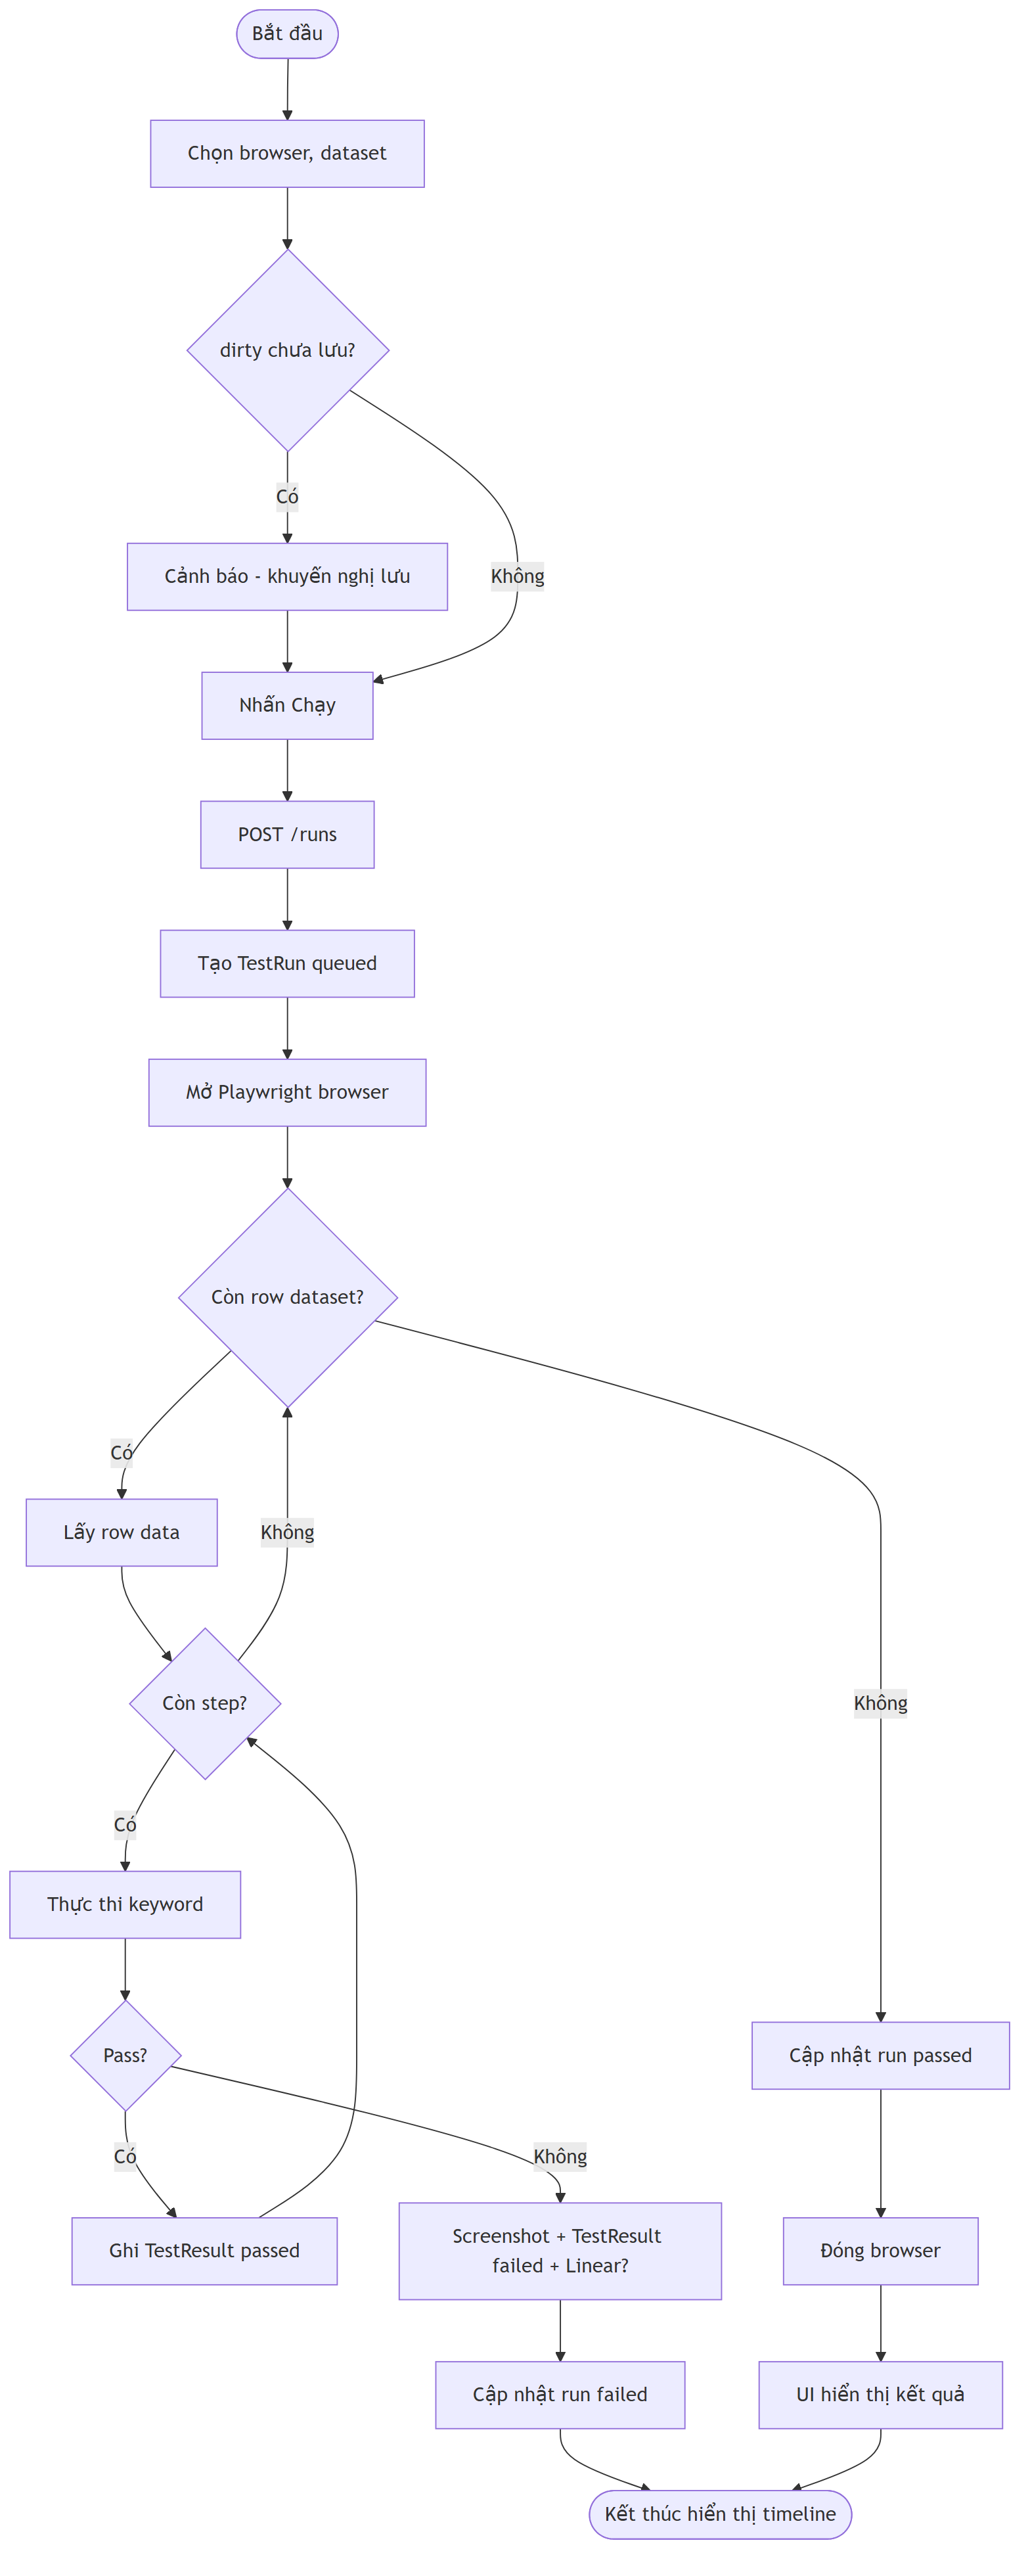 Bắt đầu
Chọn browser, dataset
dirty chưa lưu?
Có
Cảnh báo - khuyến nghị lưu
Không
Nhấn Chạy
POST /runs
Tạo TestRun queued
Mở Playwright browser
Còn row dataset?
Có
Lấy row data
Không
Còn step?
Không
Có
Thực thi keyword
Pass?
Cập nhật run passed
Có
Không
Ghi TestResult passed
Screenshot + TestResult
failed + Linear?
Đóng browser
Cập nhật run failed
UI hiển thị kết quả
Kết thúc hiển thị timeline